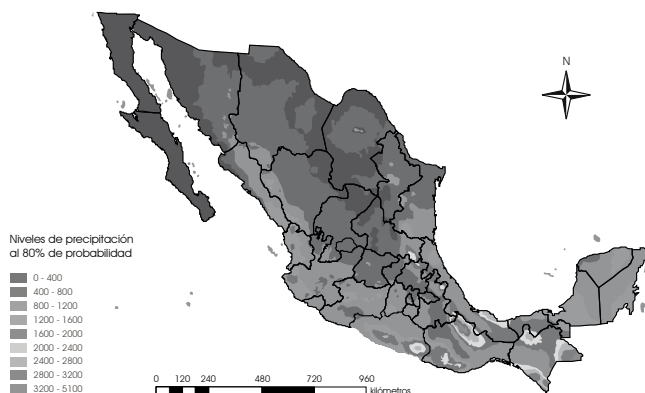 N
Niveles de precipitación
al 80% de probabilidad
0 - 400
400 - 800
800 - 1200
1200 - 1600
1600 - 2000
2000 - 2400
2400 - 2800
2800 - 3200
3200 - 5100
0 120 240 480 720 960
kilómetros